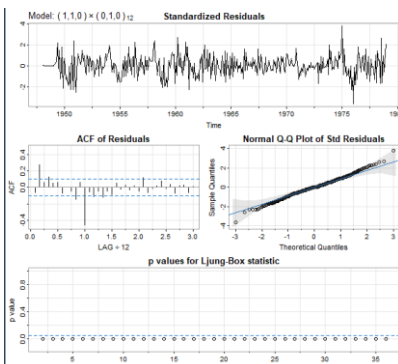 Model: (1,1,0) × (0,1,0)₁₂ Standardized Residuals
4
2
0
-2
1950 1955 1960 1965 1970 1975 1980
Time
ACF of Residuals
Normal Q-Q Plot of Std Residuals
ACF
-0.4 0.0 0.2 0.4
0.0 0.5 1.0 1.5 2.0 2.5 3.0
LAG ÷ 12
Sample Quantiles
-4 -2 0 2 4
-3 -2 -1 0 1 2 3
Theoretical Quantiles
p values for Ljung-Box statistic
p value
0.0 0.4 0.8
5 10 15 20 25 30 35